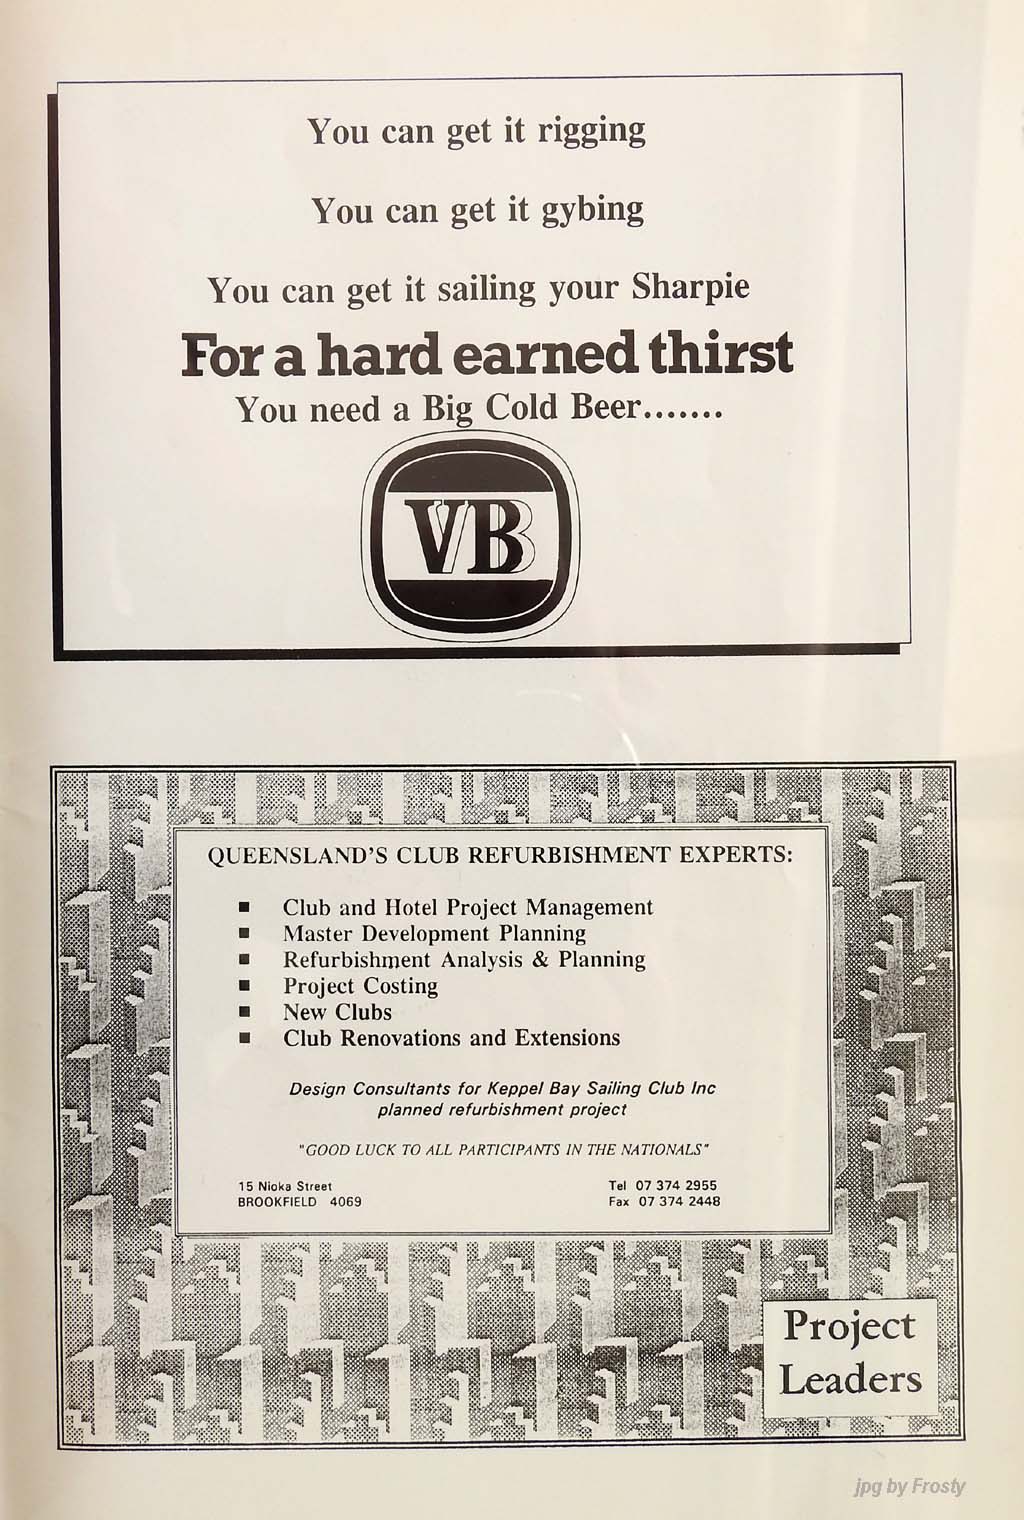 You can get it rigging
You can get it gybing
You can get it sailing your Sharpie
For a hard earned thirst
You need a Big Cold Beer.......
VB
QUEENSLAND'S CLUB REFURBISHMENT EXPERTS:
■ Club and Hotel Project Management
■ Master Development Planning
■ Refurbishment Analysis & Planning
■ Project Costing
■ New Clubs
■ Club Renovations and Extensions
Design Consultants for Keppel Bay Sailing Club Inc
planned refurbishment project
"GOOD LUCK TO ALL PARTICIPANTS IN THE NATIONALS"
15 Nioka Street
BROOKFIELD 4069
Tel 07 374 2955
Fax 07 374 2448
Project
Leaders
jpg by Frosty